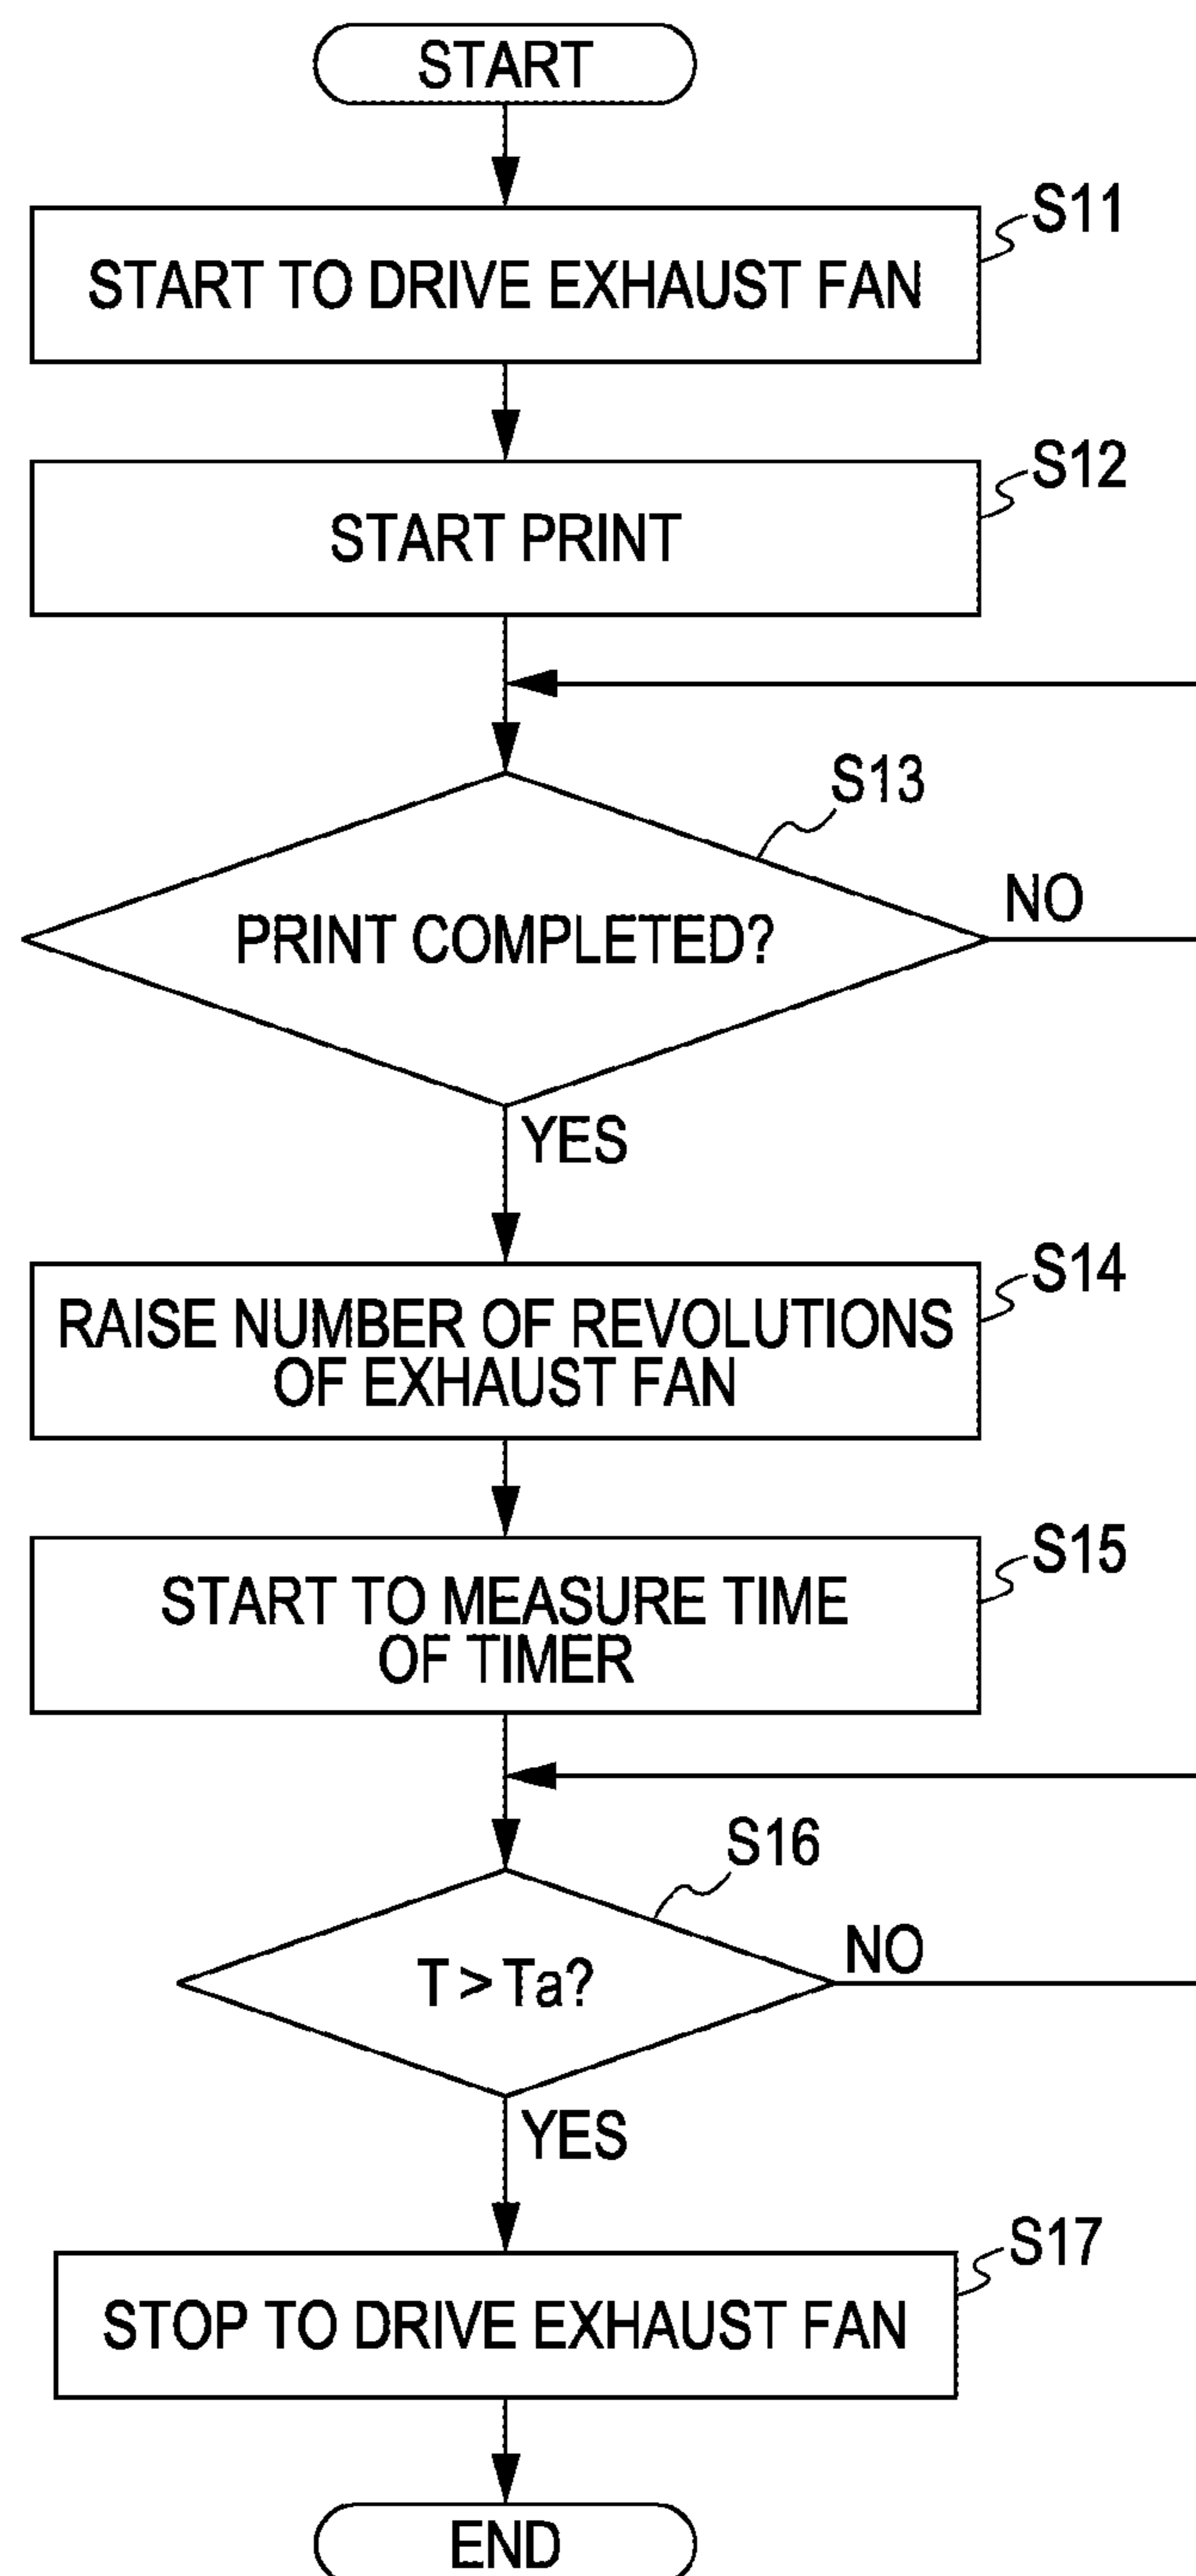 START
S11
START TO DRIVE EXHAUST FAN
S12
START PRINT
S13
PRINT COMPLETED?
NO
YES
S14
RAISE NUMBER OF REVOLUTIONS
OF EXHAUST FAN
S15
START TO MEASURE TIME
OF TIMER
S16
T > Ta?
NO
YES
S17
STOP TO DRIVE EXHAUST FAN
END